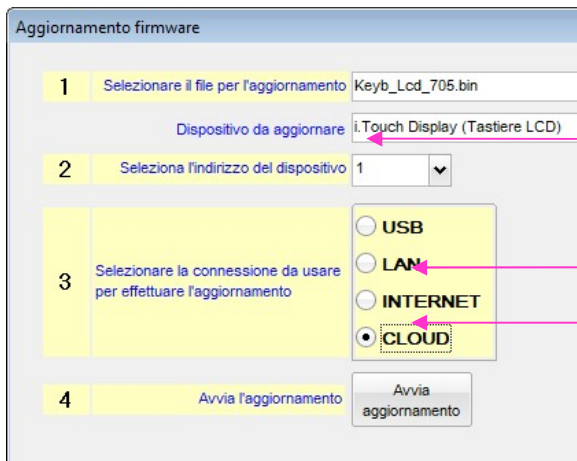 Aggiornamento firmware
1 Selezionare il file per l'aggiornamento Keyb_Lcd_705.bin
Dispositivo da aggiornare i.Touch Display (Tastiere LCD)
2 Seleziona l'indirizzo del dispositivo 1
USB
LAN
3 Selezionare la connessione da usare
per effettuare l'aggiornamento
INTERNET
CLOUD
4 Avvia l'aggiornamento Avvia
aggiornamento